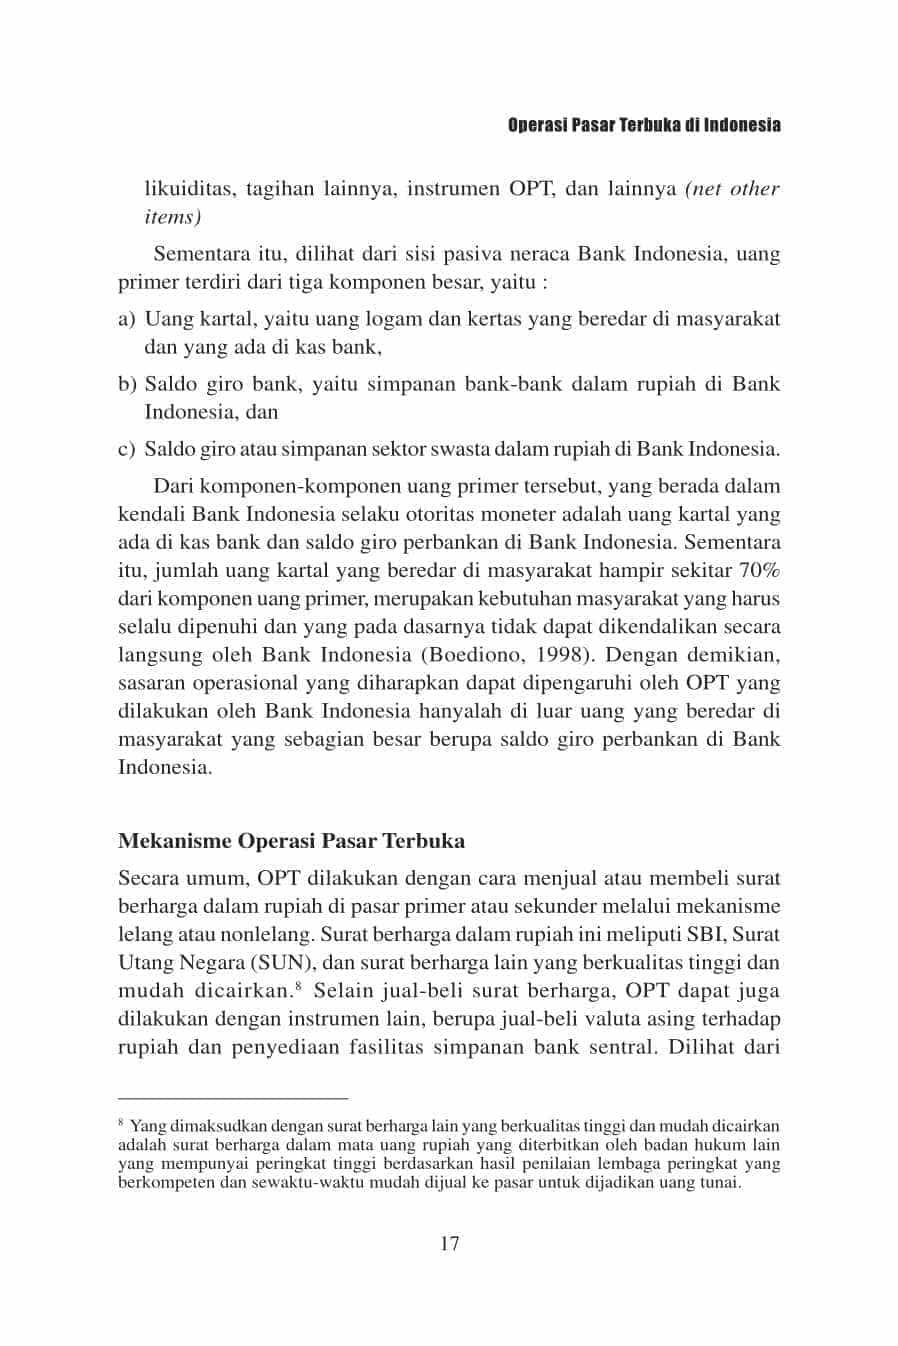 Operasi Pasar Terbuka di Indonesia
likuiditas, tagihan lainnya, instrumen OPT, dan lainnya (net other
items)
Sementara itu, dilihat dari sisi pasiva neraca Bank Indonesia, uang
primer terdiri dari tiga komponen besar, yaitu :
a) Uang kartal, yaitu uang logam dan kertas yang beredar di masyarakat
dan yang ada di kas bank,
b) Saldo giro bank, yaitu simpanan bank-bank dalam rupiah di Bank
Indonesia, dan
c) Saldo giro atau simpanan sektor swasta dalam rupiah di Bank Indonesia.
Dari komponen-komponen uang primer tersebut, yang berada dalam
kendali Bank Indonesia selaku otoritas moneter adalah uang kartal yang
ada di kas bank dan saldo giro perbankan di Bank Indonesia. Sementara
itu, jumlah uang kartal yang beredar di masyarakat hampir sekitar 70%
dari komponen uang primer, merupakan kebutuhan masyarakat yang harus
selalu dipenuhi dan yang pada dasarnya tidak dapat dikendalikan secara
langsung oleh Bank Indonesia (Boediono, 1998). Dengan demikian,
sasaran operasional yang diharapkan dapat dipengaruhi oleh OPT yang
dilakukan oleh Bank Indonesia hanyalah di luar uang yang beredar di
masyarakat yang sebagian besar berupa saldo giro perbankan di Bank
Indonesia.
Mekanisme Operasi Pasar Terbuka
Secara umum, OPT dilakukan dengan cara menjual atau membeli surat
berharga dalam rupiah di pasar primer atau sekunder melalui mekanisme
lelang atau nonlelang. Surat berharga dalam rupiah ini meliputi SBI, Surat
Utang Negara (SUN), dan surat berharga lain yang berkualitas tinggi dan
mudah dicairkan.⁸ Selain jual-beli surat berharga, OPT dapat juga
dilakukan dengan instrumen lain, berupa jual-beli valuta asing terhadap
rupiah dan penyediaan fasilitas simpanan bank sentral. Dilihat dari
⁸ Yang dimaksudkan dengan surat berharga lain yang berkualitas tinggi dan mudah dicairkan
adalah surat berharga dalam mata uang rupiah yang diterbitkan oleh badan hukum lain
yang mempunyai peringkat tinggi berdasarkan hasil penilaian lembaga peringkat yang
berkompeten dan sewaktu-waktu mudah dijual ke pasar untuk dijadikan uang tunai.
17